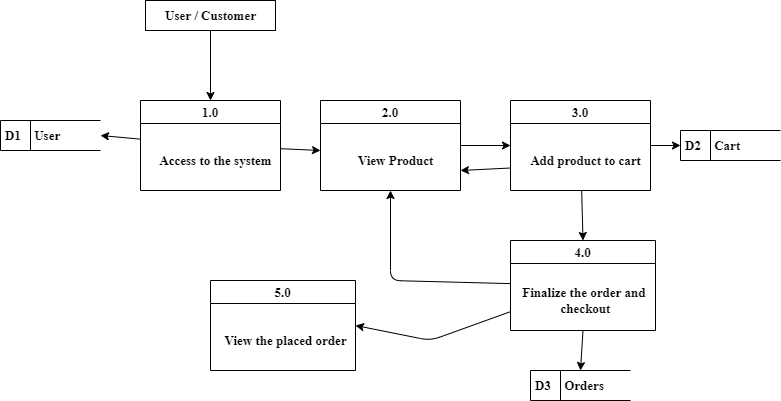 User / Customer
1.0
2.0
3.0
D1 User
Access to the system
View Product
Add product to cart
D2 Cart
4.0
Finalize the order and
checkout
5.0
View the placed order
D3 Orders